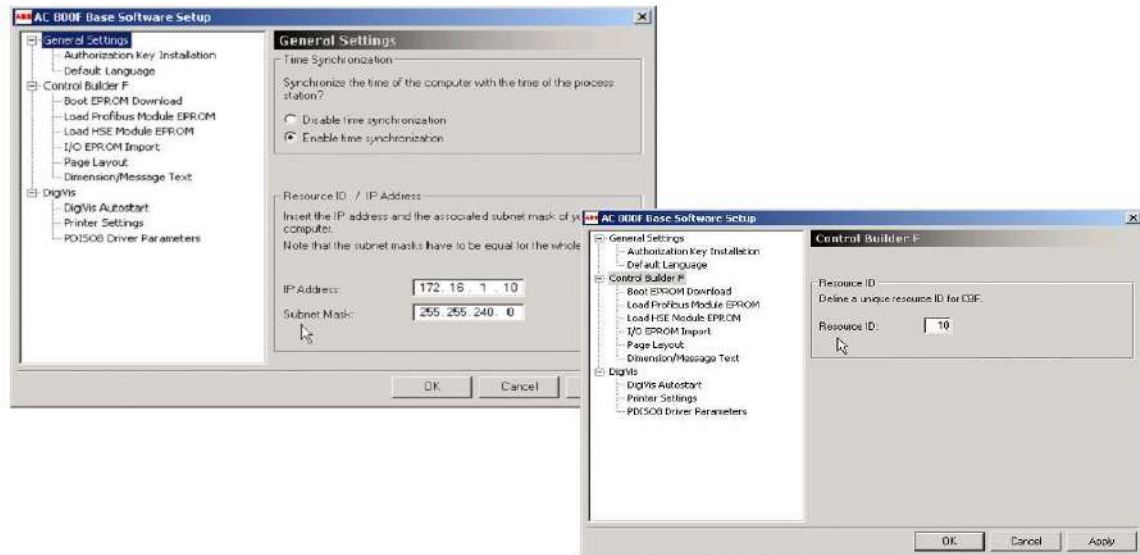 ABB AC 800F Base Software Setup
General Settings
Authorization Key Installation
Default Language
Control Builder F
Boot EPROM Download
Load Profibus Module EPROM
Load HSE Module EPROM
I/O EPROM Import
Page Layout
Dimension/Message Text
DigiVis
DigiVis Autostart
Printer Settings
PDISO8 Driver Parameters
General Settings
Time Synchronization
Synchronize the time of the computer with the time of the process
station?
Disable time synchronization
Enable time synchronization
Resource ID / IP Address
Insert the IP address and the associated subnet mask of
computer.
Note that the subnet masks have to be equal for the whole
IP Address: 172. 16 . 1 . 10
Subnet Mask: 255. 255. 240. 0
OK Cancel
ABB AC 800F Base Software Setup
General Settings
Authorization Key Installation
Default Language
Control Builder F
Boot EPROM Download
Load Profibus Module EPROM
Load HSE Module EPROM
I/O EPROM Import
Page Layout
Dimension/Message Text
DigiVis
DigiVis Autostart
Printer Settings
PDISO8 Driver Parameters
Control Builder F
Resource ID
Define a unique resource ID for CBF.
Resource ID: 10
OK Cancel Apply